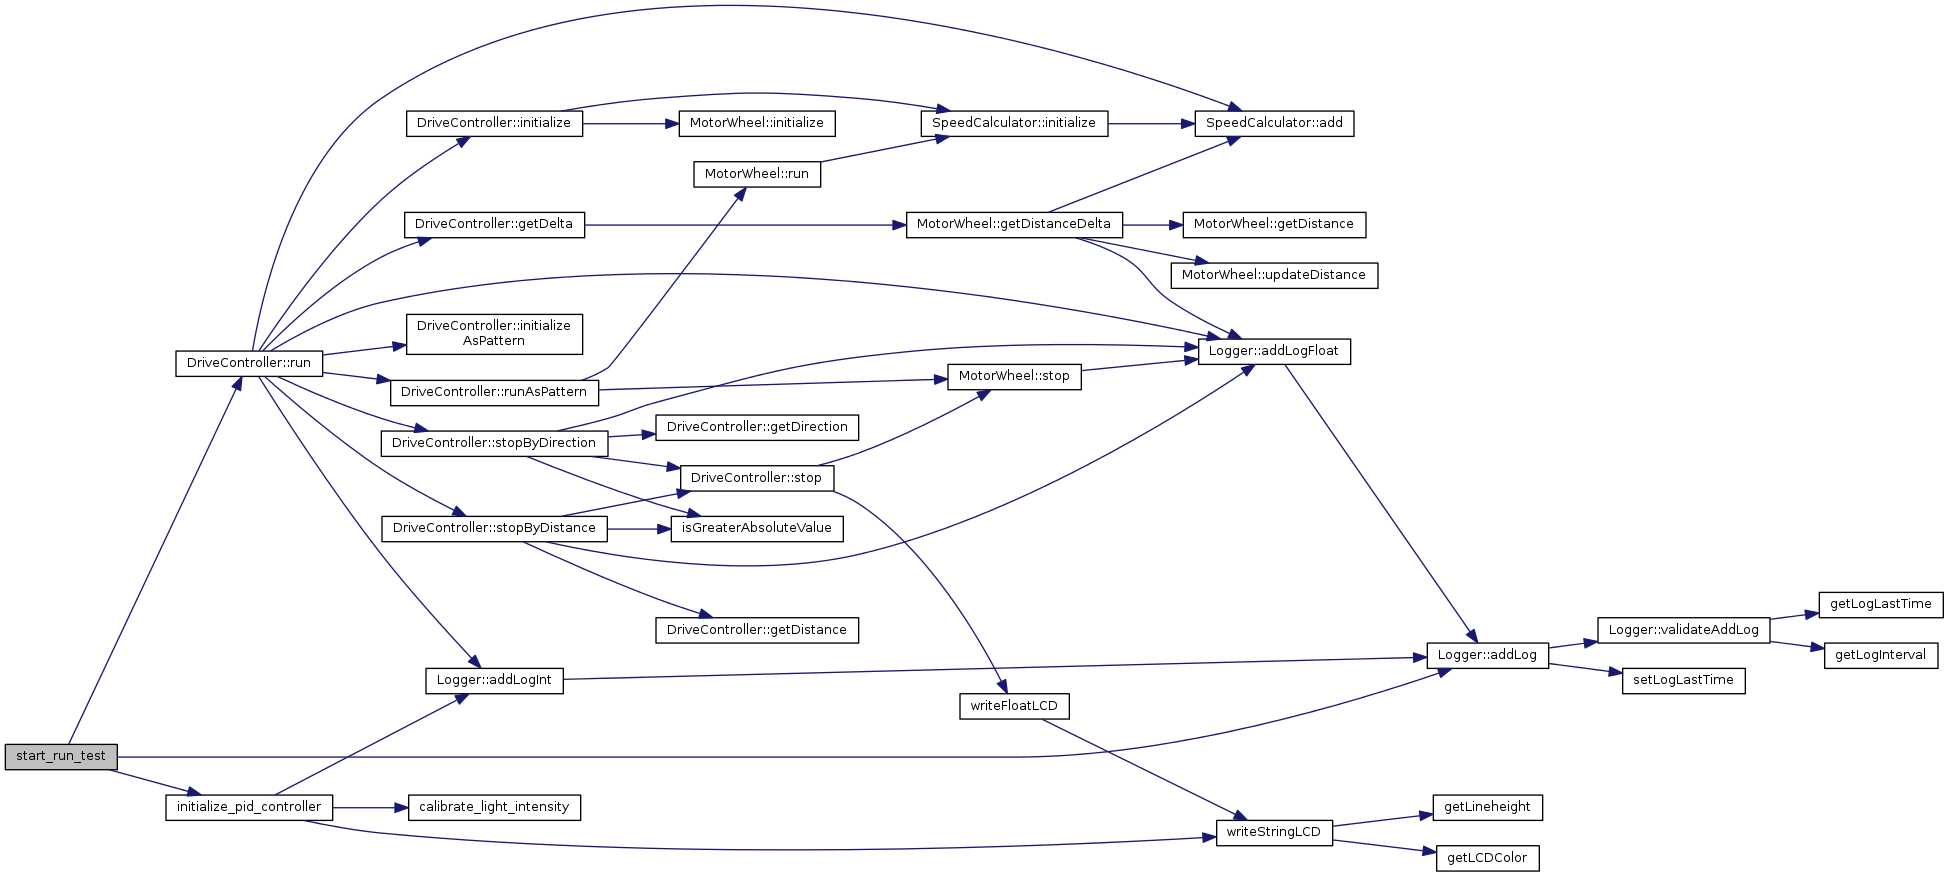 DriveController::initialize
MotorWheel::initialize
SpeedCalculator::initialize
SpeedCalculator::add
MotorWheel::run
DriveController::getDelta
MotorWheel::getDistanceDelta
MotorWheel::getDistance
MotorWheel::updateDistance
DriveController::initialize
AsPattern
Logger::addLogFloat
DriveController::run
MotorWheel::stop
DriveController::runAsPattern
DriveController::getDirection
DriveController::stopByDirection
DriveController::stop
DriveController::stopByDistance
isGreaterAbsoluteValue
getLogLastTime
DriveController::getDistance
Logger::validateAddLog
Logger::addLog
getLogInterval
Logger::addLogInt
setLogLastTime
writeFloatLCD
start_run_test
initialize_pid_controller
calibrate_light_intensity
getLineheight
writeStringLCD
getLCDColor